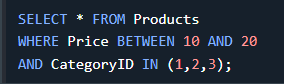 SELECT * FROM Products
WHERE Price BETWEEN 10 AND 20
AND CategoryID IN (1,2,3);